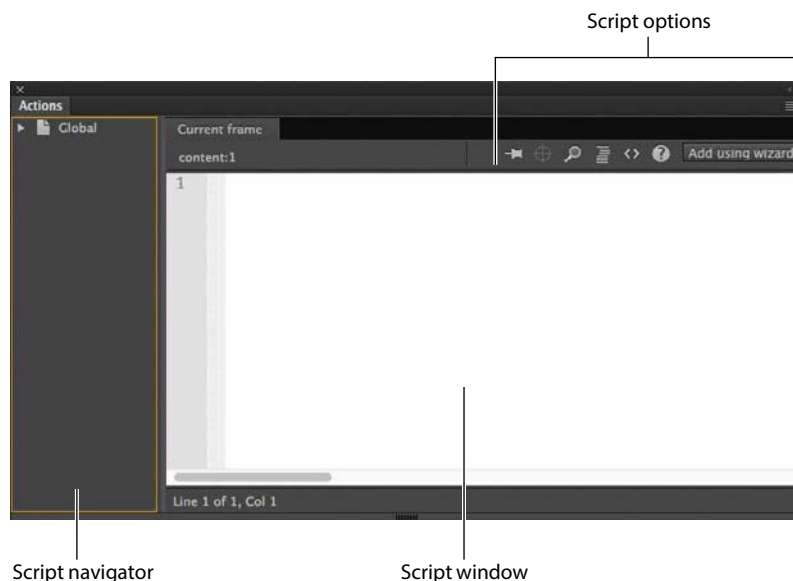 Script options
Actions
Global
Current frame
content:1
Add using wizard
1
Line 1 of 1, Col 1
Script navigator
Script window